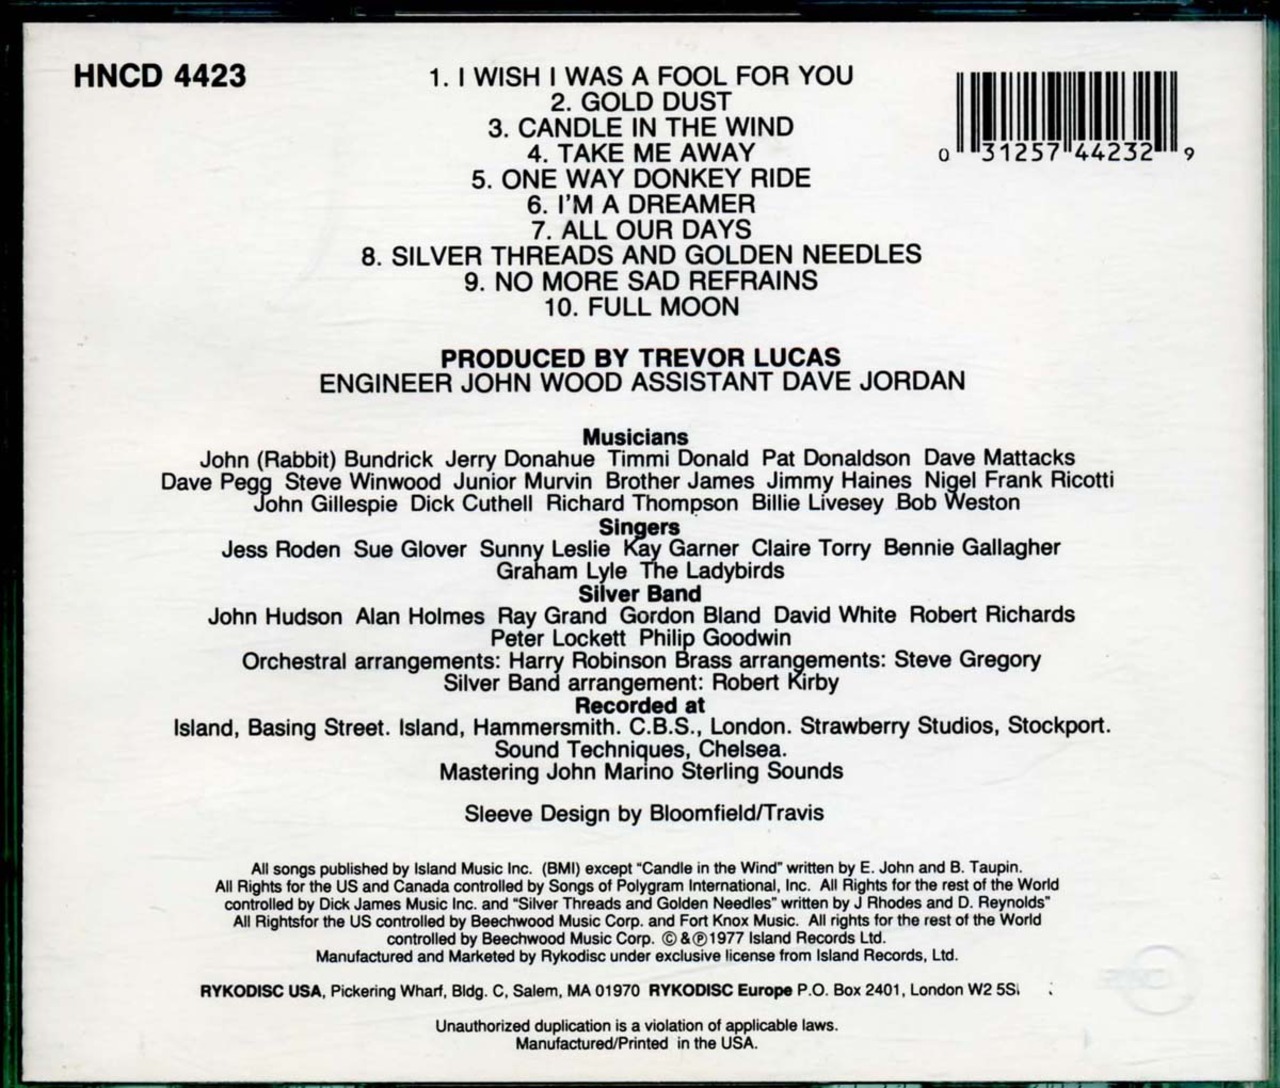 HNCD 4423
1. I WISH I WAS A FOOL FOR YOU
2. GOLD DUST
3. CANDLE IN THE WIND
4. TAKE ME AWAY
5. ONE WAY DONKEY RIDE
6. I'M A DREAMER
7. ALL OUR DAYS
8. SILVER THREADS AND GOLDEN NEEDLES
9. NO MORE SAD REFRAINS
10. FULL MOON
0 31257 44232 9
PRODUCED BY TREVOR LUCAS
ENGINEER JOHN WOOD ASSISTANT DAVE JORDAN
Musicians
John (Rabbit) Bundrick Jerry Donahue Timmi Donald Pat Donaldson Dave Mattacks
Dave Pegg Steve Winwood Junior Murvin Brother James Jimmy Haines Nigel Frank Ricotti
John Gillespie Dick Cuthell Richard Thompson Billie Livesey Bob Weston
Singers
Jess Roden Sue Glover Sunny Leslie Kay Garner Claire Torry Bennie Gallagher
Graham Lyle The Ladybirds
Silver Band
John Hudson Alan Holmes Ray Grand Gordon Bland David White Robert Richards
Peter Lockett Philip Goodwin
Orchestral arrangements: Harry Robinson Brass arrangements: Steve Gregory
Silver Band arrangement: Robert Kirby
Recorded at
Island, Basing Street. Island, Hammersmith. C.B.S., London. Strawberry Studios, Stockport.
Sound Techniques, Chelsea.
Mastering John Marino Sterling Sounds
Sleeve Design by Bloomfield/Travis
All songs published by Island Music Inc. (BMI) except “Candle in the Wind” written by E. John and B. Taupin.
All Rights for the US and Canada controlled by Songs of Polygram International, Inc. All Rights for the rest of the World
controlled by Dick James Music Inc. and “Silver Threads and Golden Needles” written by J Rhodes and D. Reynolds”
All Rightsfor the US controlled by Beechwood Music Corp. and Fort Knox Music. All rights for the rest of the World
controlled by Beechwood Music Corp. ©&℗1977 Island Records Ltd.
Manufactured and Marketed by Rykodisc under exclusive license from Island Records, Ltd.
RYKODISC USA, Pickering Wharf, Bldg. C, Salem, MA 01970 RYKODISC Europe P.O. Box 2401, London W2
Unauthorized duplication is a violation of applicable laws.
Manufactured/Printed in the USA.